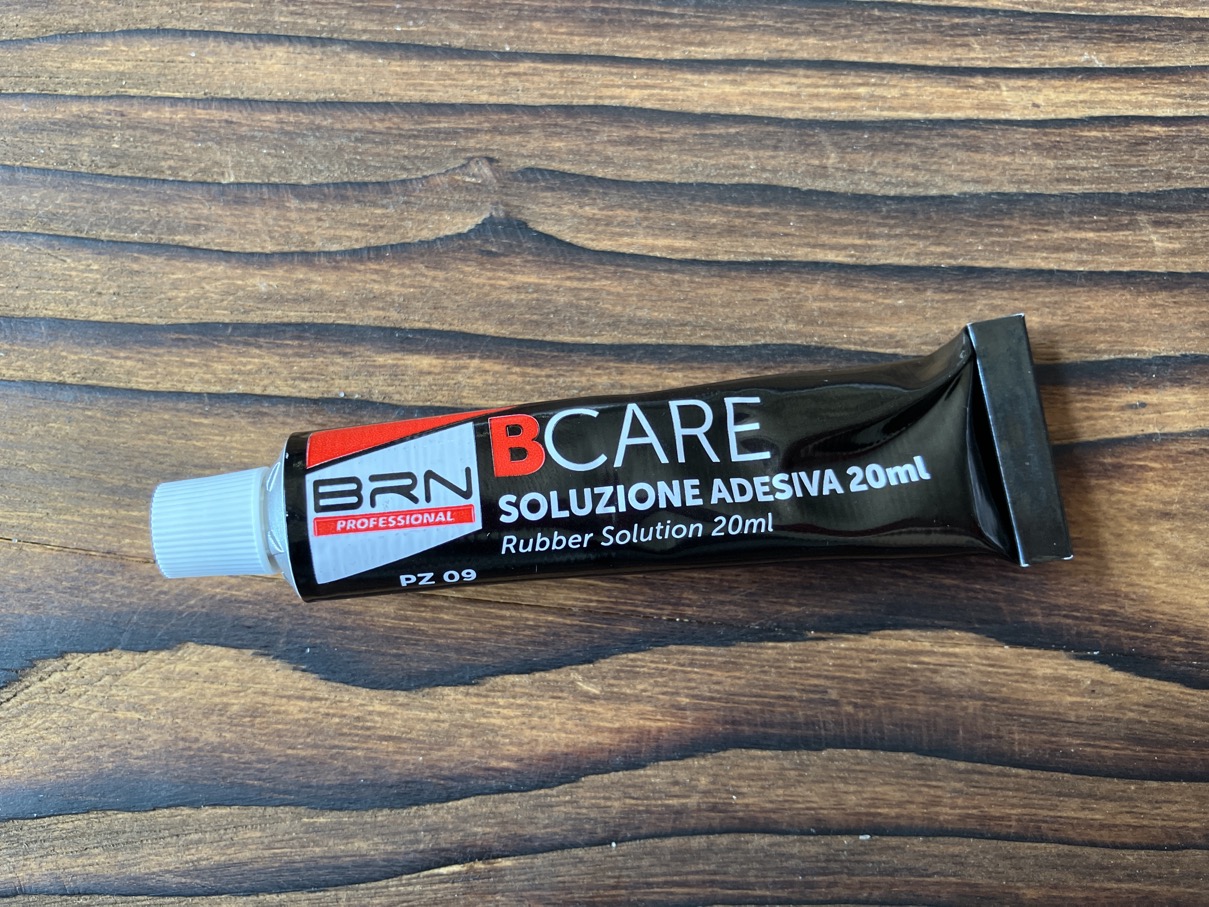 BRN
PROFESSIONAL
PZ 09
BCARE
SOLUZIONE ADESIVA 20ml
Rubber Solution 20ml